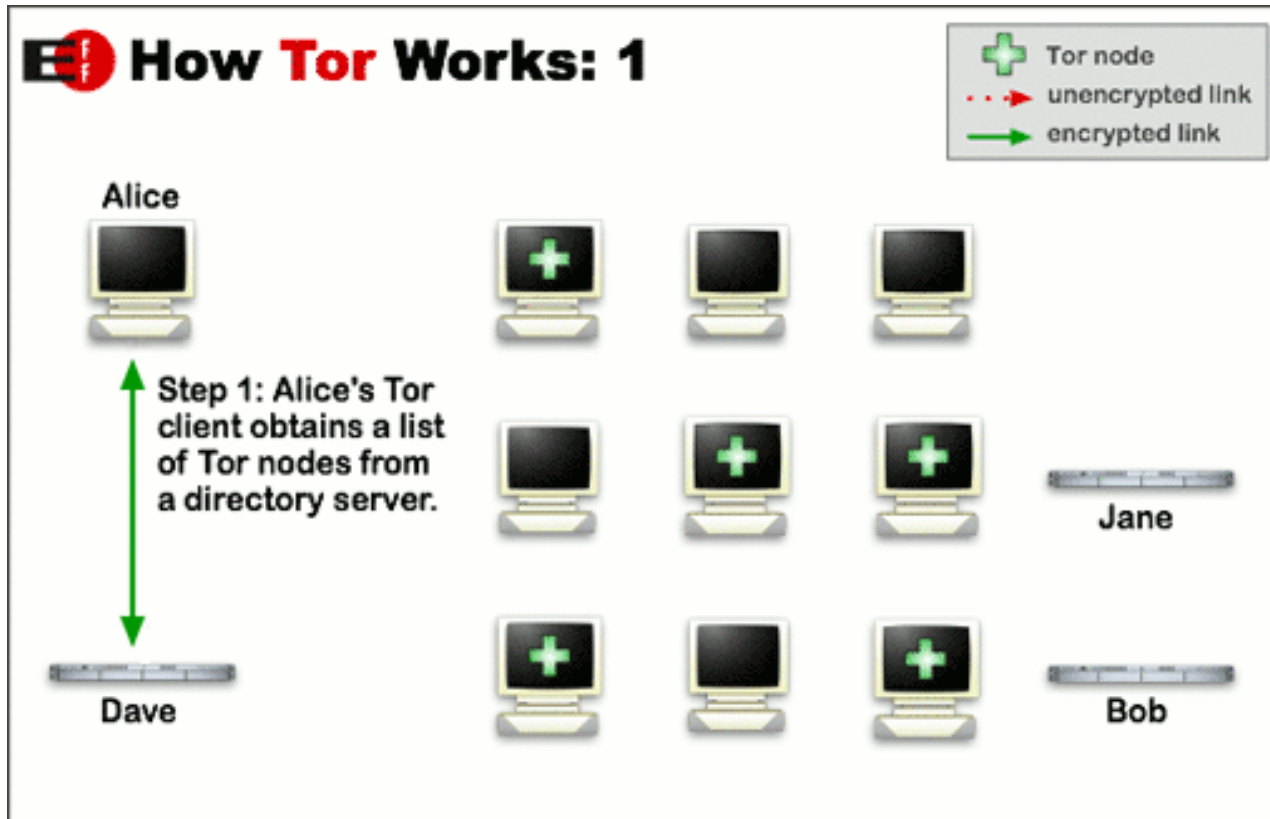 EFF How Tor Works: 1
Tor node
unencrypted link
encrypted link
Alice
Step 1: Alice's Tor
client obtains a list
of Tor nodes from
a directory server.
Jane
Dave
Bob